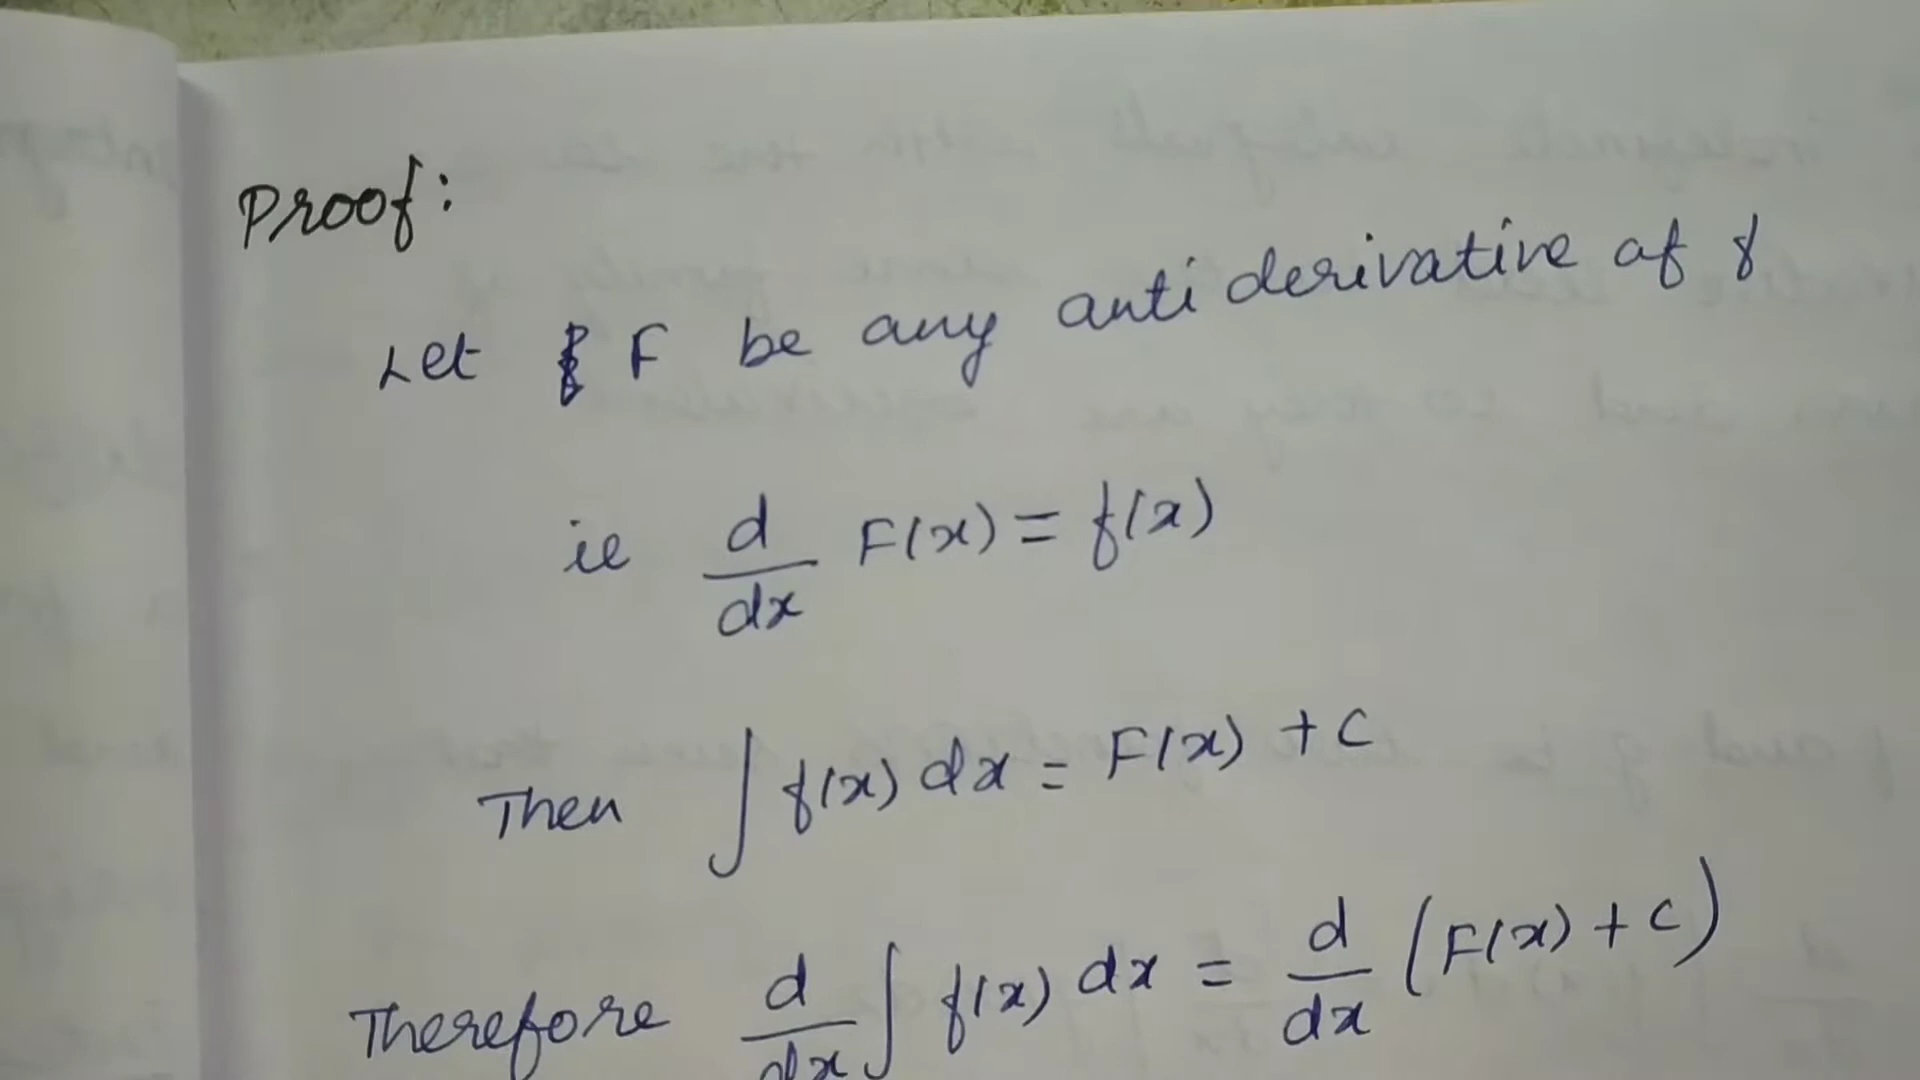 Proof:
Let F be any anti derivative of f
ie d/dx F(x) = f(x)
Then ∫ f(x) dx = F(x) + C
Therefore d/dx ∫ f(x) dx = d/dx (F(x) + C)